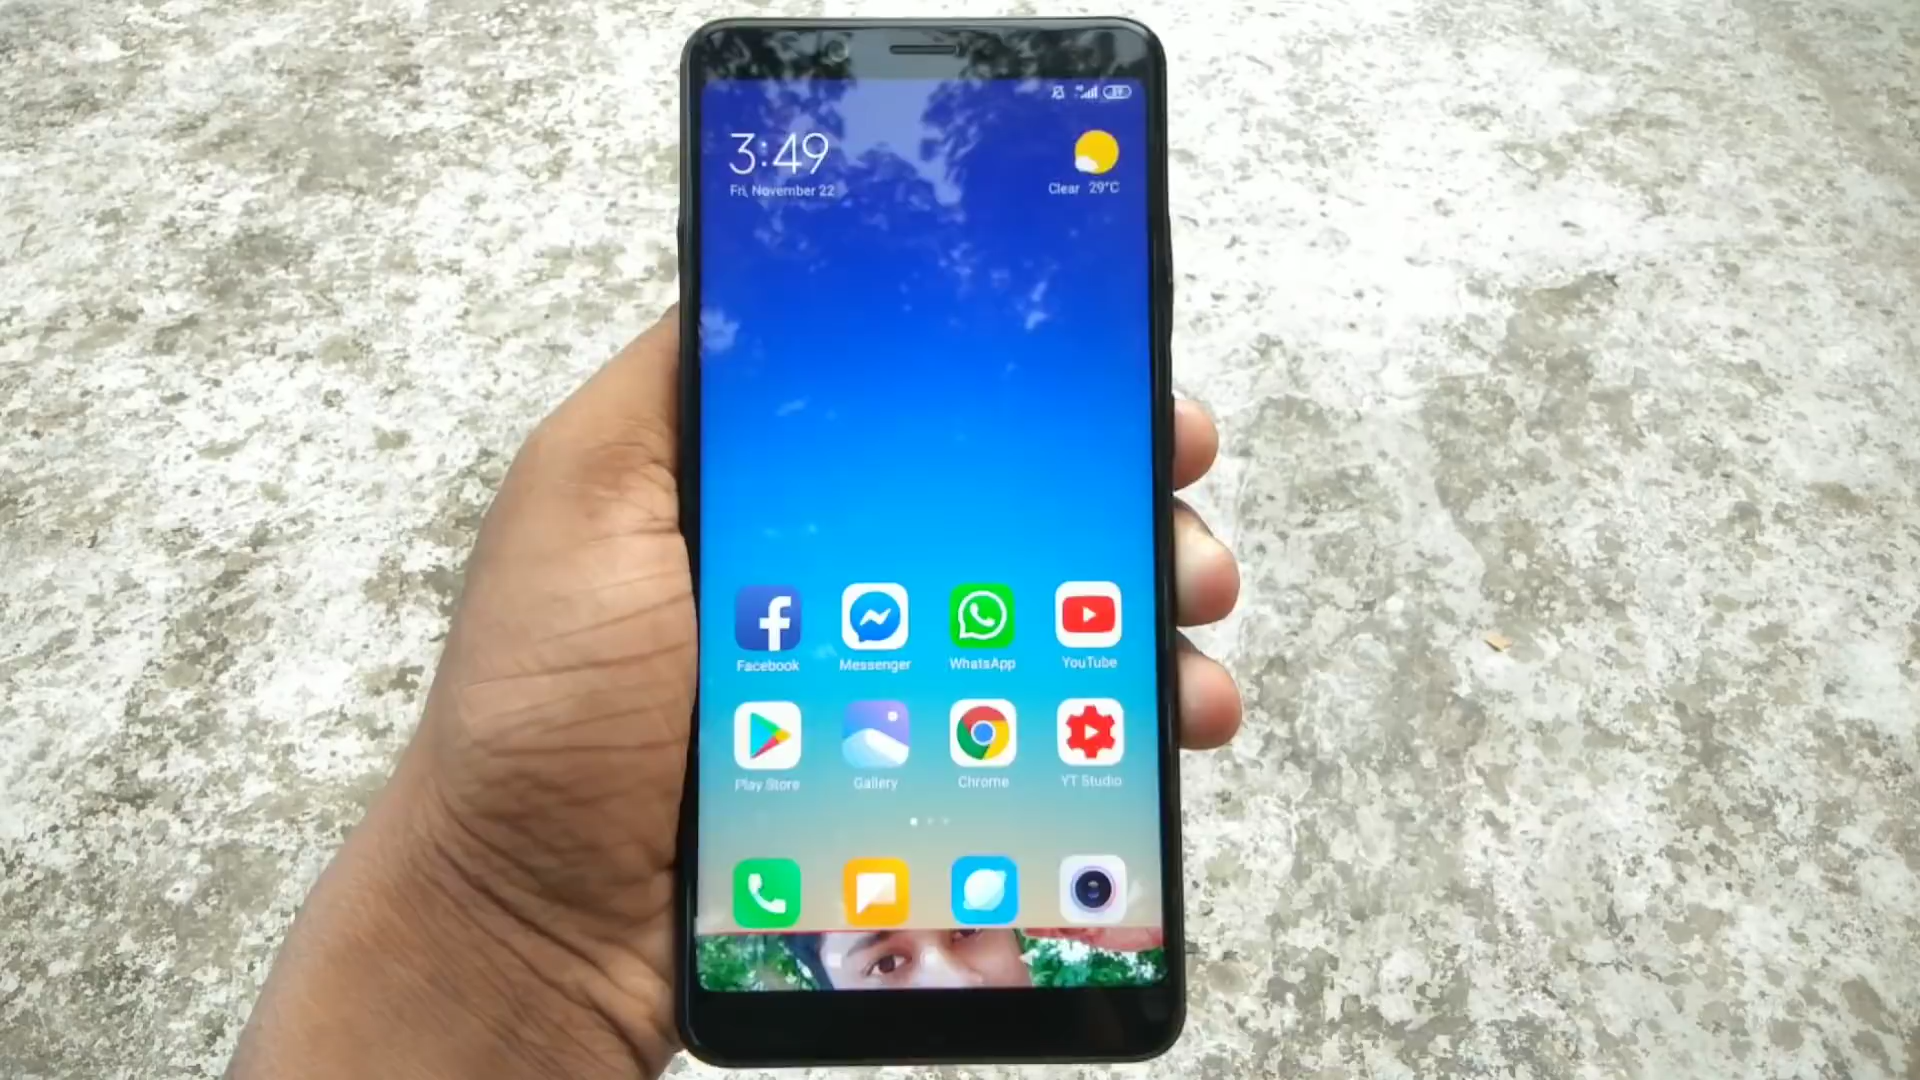 3:49
Fri, November 22
Clear 29°C
Facebook Messenger WhatsApp YouTube
Play Store Gallery Chrome YT Studio